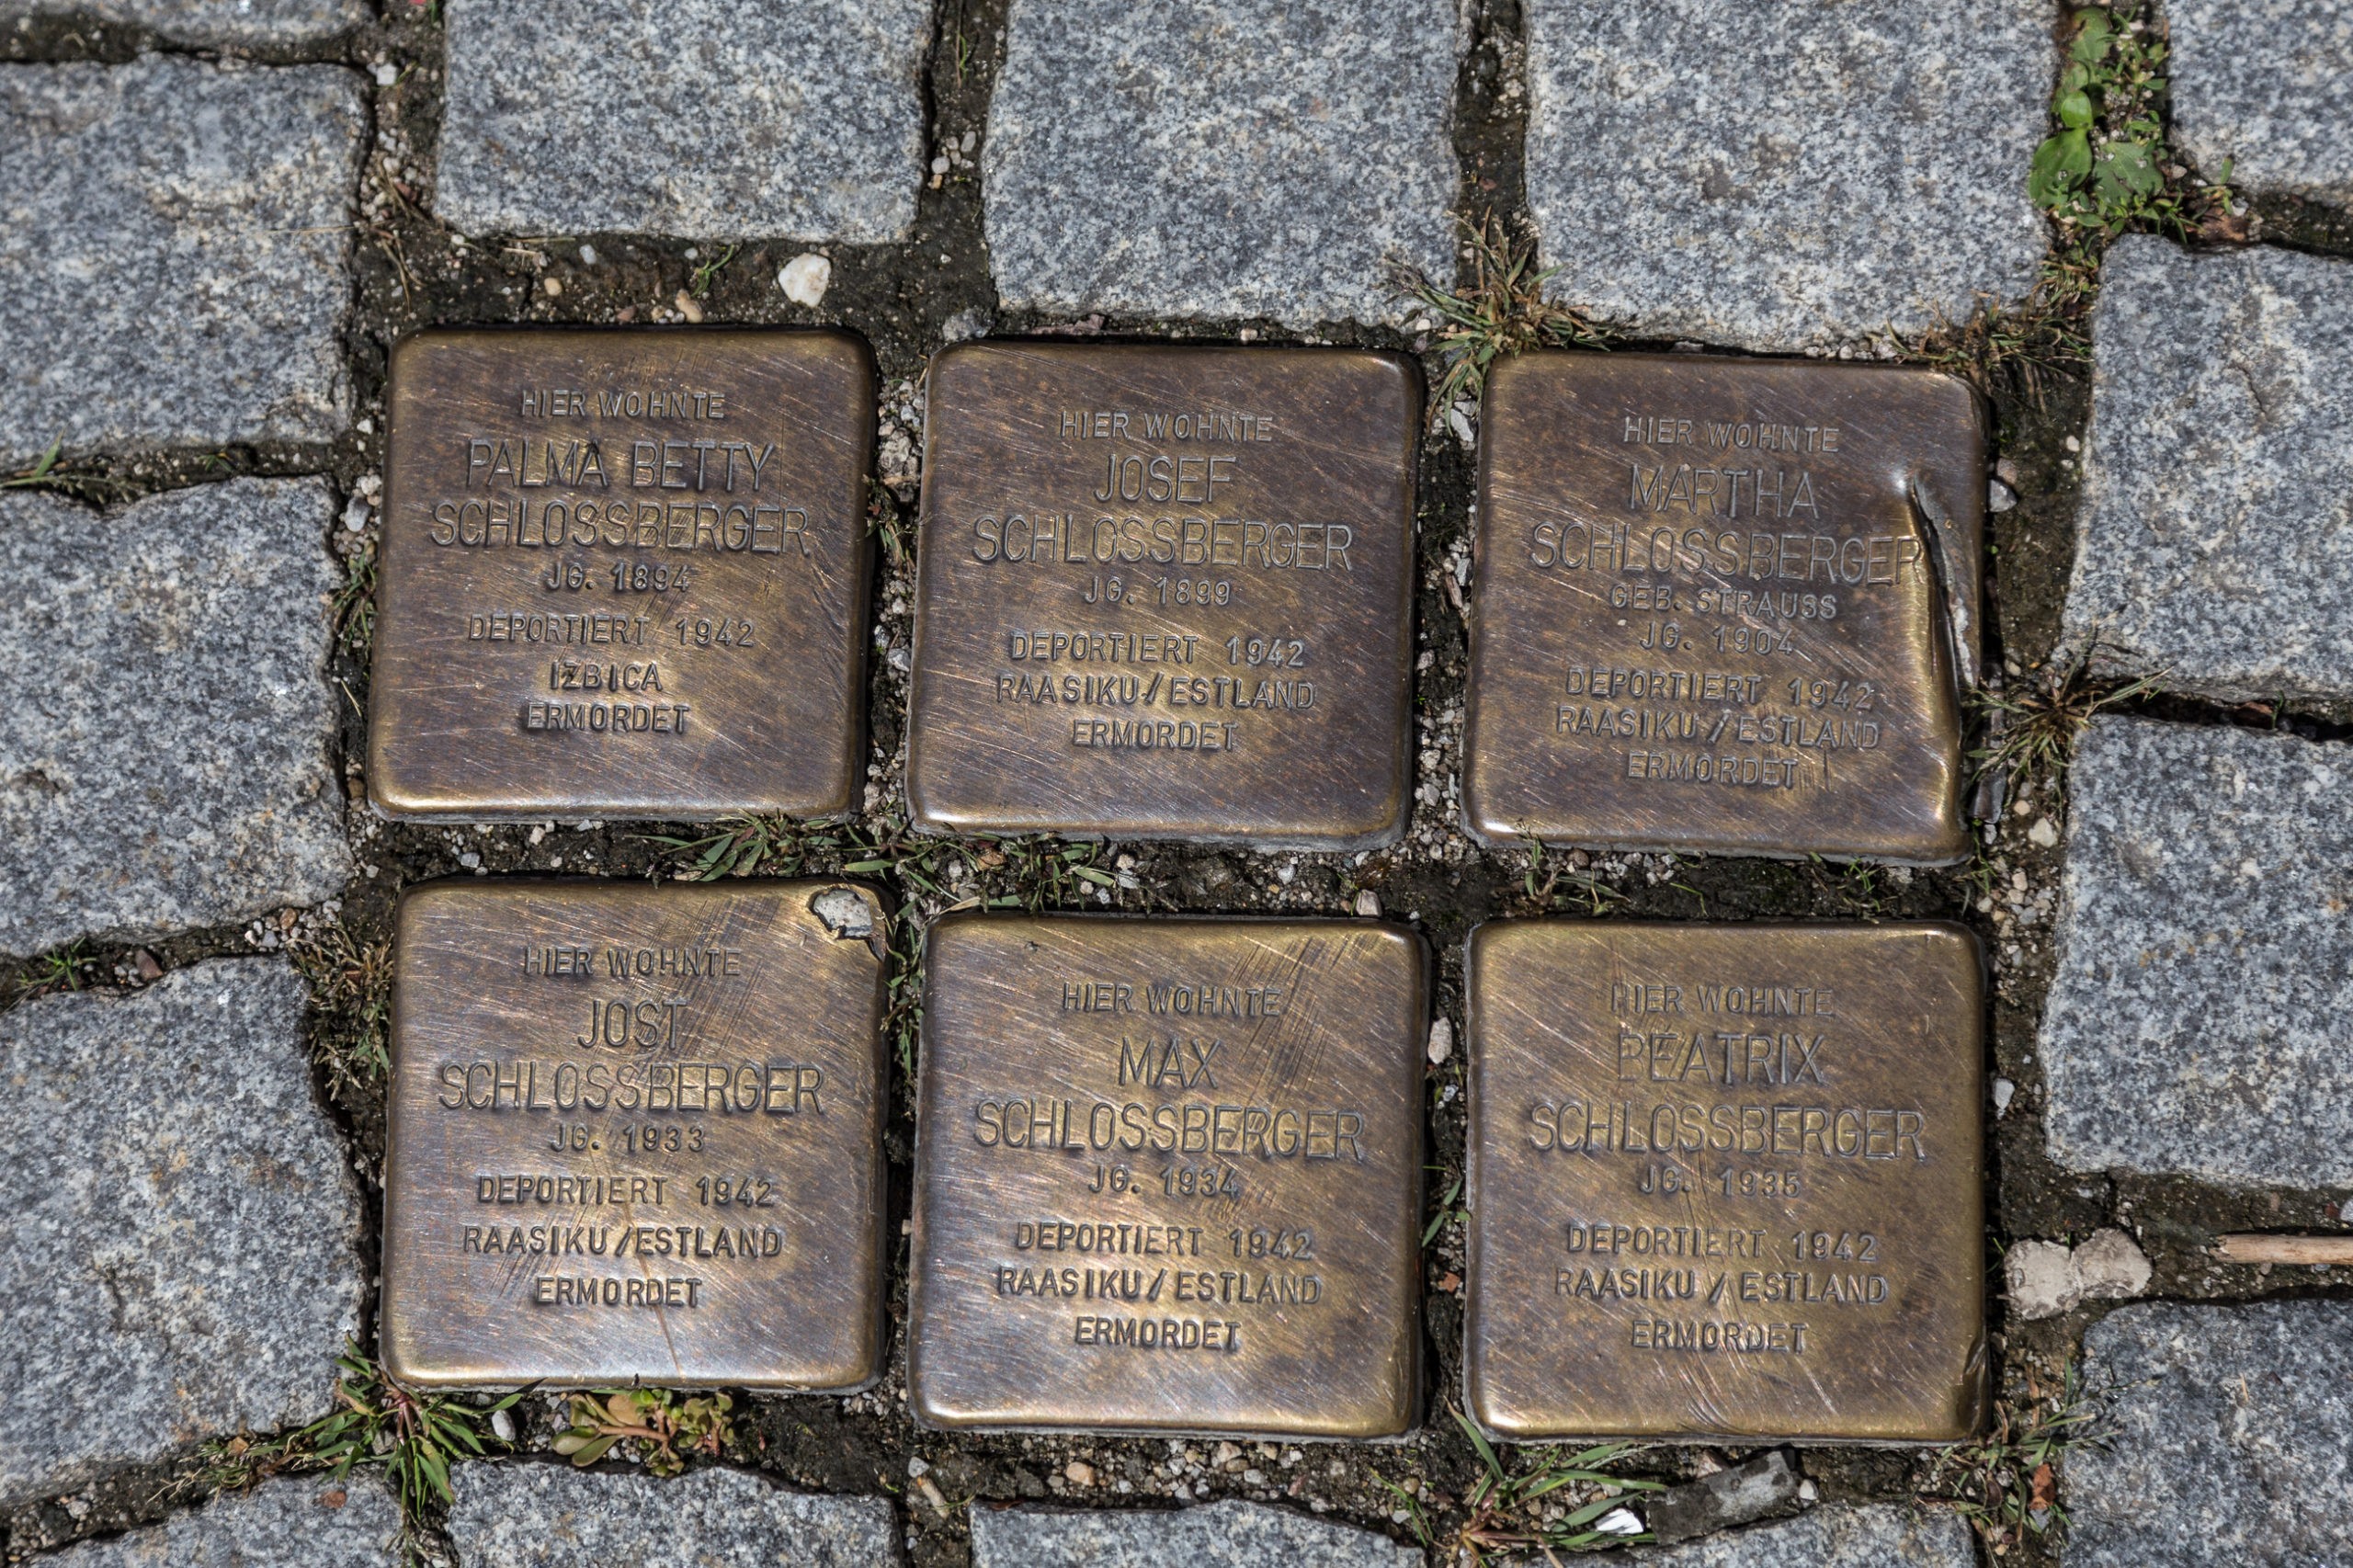 HIER WOHNTE
PALMA BETTY
SCHLOSSBERGER
JG. 1894
DEPORTIERT 1942
IZBICA
ERMORDET
HIER WOHNTE
JOSEF
SCHLOSSBERGER
JG. 1899
DEPORTIERT 1942
RAASIKU/ESTLAND
ERMORDET
HIER WOHNTE
MARTHA
SCHLOSSBERGER
GEB. STRAUSS
JG. 1904
DEPORTIERT 1942
RAASIKU/ESTLAND
ERMORDET
HIER WOHNTE
JOST
SCHLOSSBERGER
JG. 1933
DEPORTIERT 1942
RAASIKU/ESTLAND
ERMORDET
HIER WOHNTE
MAX
SCHLOSSBERGER
JG. 1934
DEPORTIERT 1942
RAASIKU/ESTLAND
ERMORDET
HIER WOHNTE
BEATRIX
SCHLOSSBERGER
JG. 1935
DEPORTIERT 1942
RAASIKU/ESTLAND
ERMORDET